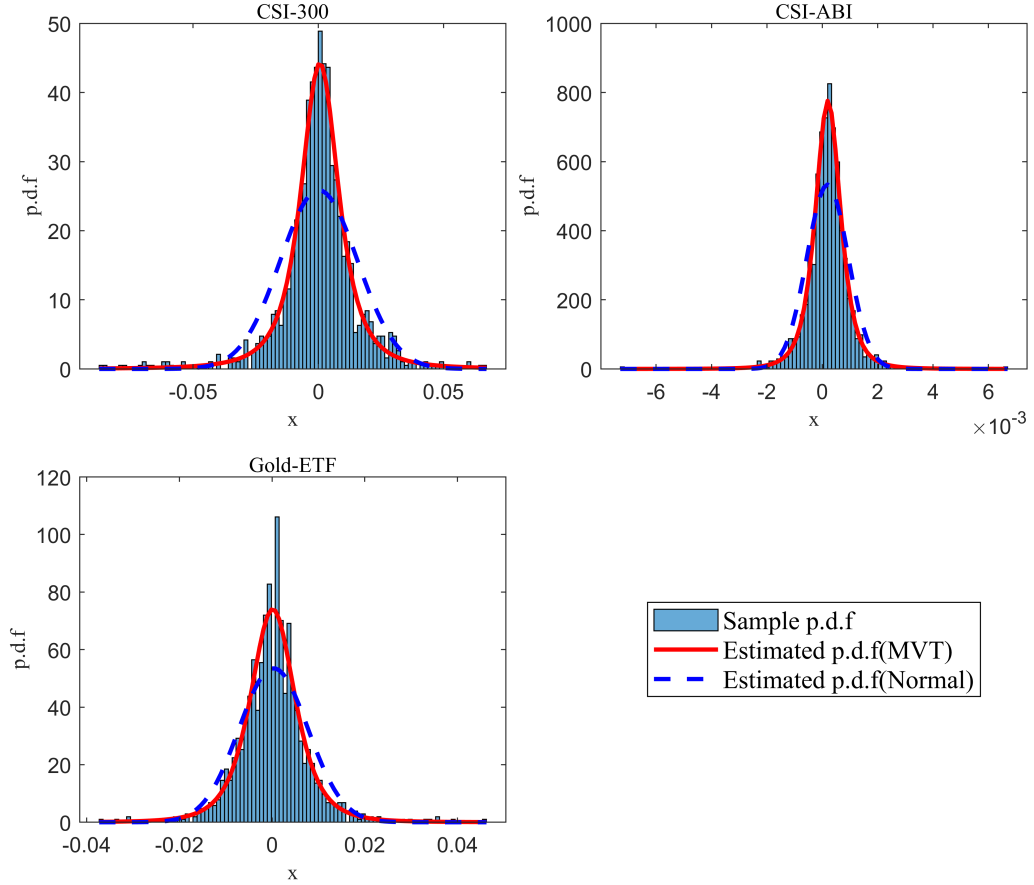 CSI-300
50
40
30
20
10
0
p.d.f
-0.05
0
0.05
x
CSI-ABI
1000
800
600
400
200
0
p.d.f
-6
-4
-2
0
2
4
6
x
×10-3
Gold-ETF
120
100
80
60
40
20
0
p.d.f
-0.04
-0.02
0
0.02
0.04
x
Sample p.d.f
Estimated p.d.f(MVT)
Estimated p.d.f(Normal)